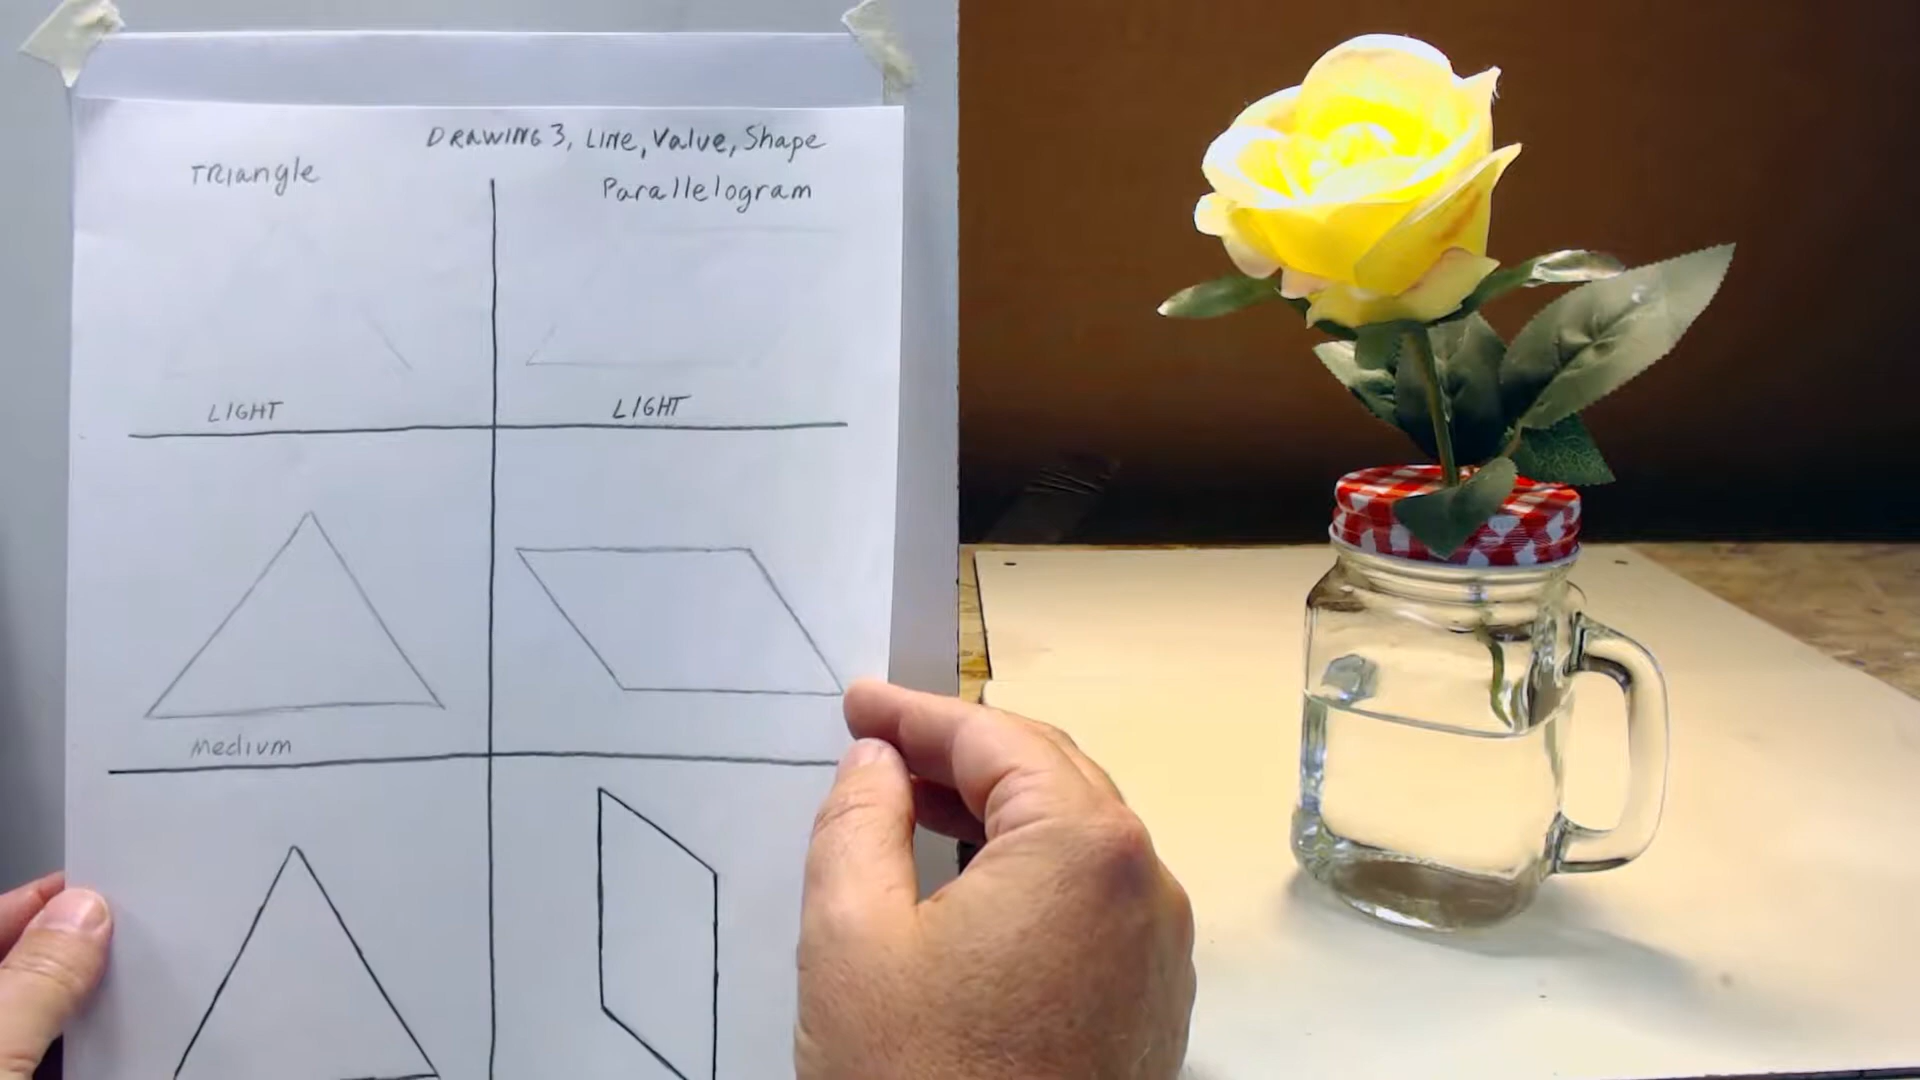 DRAWING 3, Line, Value, Shape
Triangle
Parallelogram
LIGHT
LIGHT
Medium